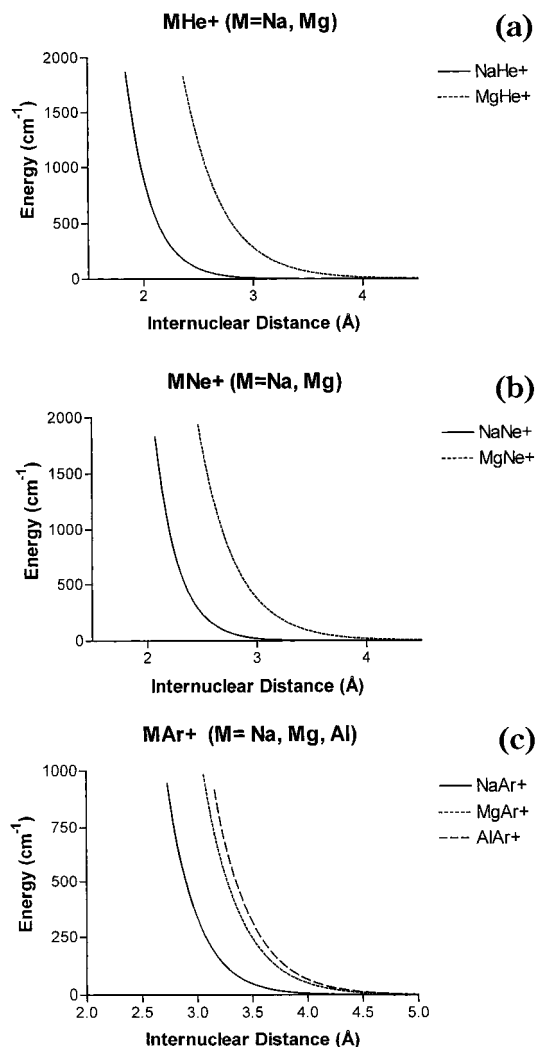 MHe+ (M=Na, Mg)
(a)
NaHe+
MgHe+
2000
1500
1000
500
0
Energy (cm⁻¹)
2 3 4
Internuclear Distance (Å)
MNe+ (M=Na, Mg)
(b)
NaNe+
MgNe+
2000
1500
1000
500
0
Energy (cm⁻¹)
2 3 4
Internuclear Distance (Å)
MAr+ (M= Na, Mg, Al)
(c)
NaAr+
MgAr+
AlAr+
1000
750
500
250
0
Energy (cm⁻¹)
2.0 2.5 3.0 3.5 4.0 4.5 5.0
Internuclear Distance (Å)